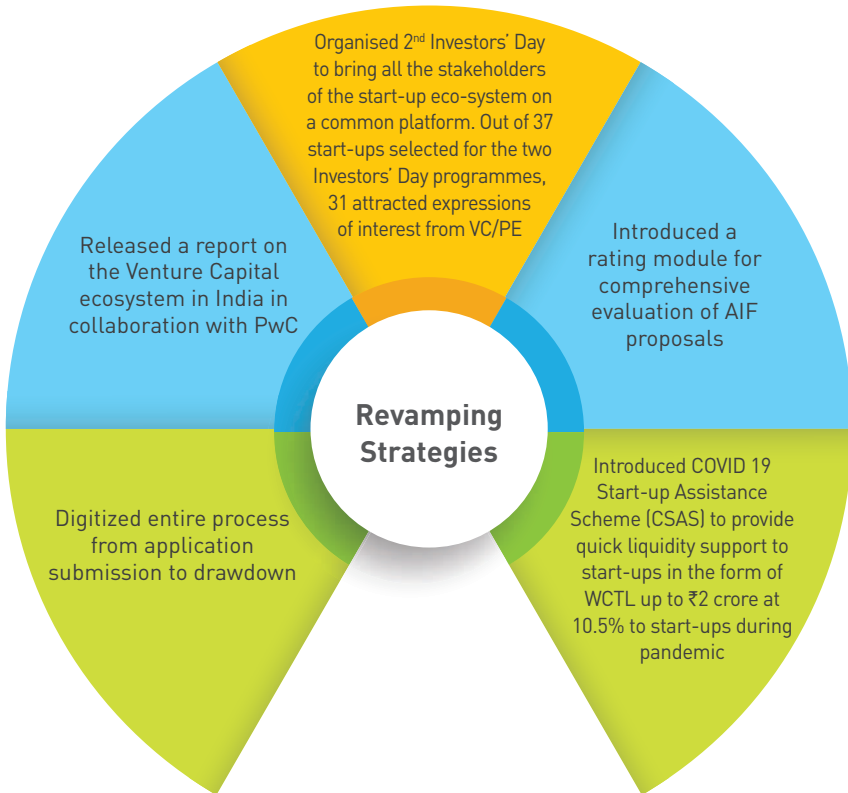 Organised 2nd Investors' Day
to bring all the stakeholders
of the start-up eco-system on
a common platform. Out of 37
start-ups selected for the two
Investors' Day programmes,
31 attracted expressions
of interest from VC/PE
Released a report on
the Venture Capital
ecosystem in India in
collaboration with PwC
Introduced a
rating module for
comprehensive
evaluation of AIF
proposals
Revamping
Strategies
Digitized entire process
from application
submission to drawdown
Introduced COVID 19
Start-up Assistance
Scheme (CSAS) to provide
quick liquidity support to
start-ups in the form of
WCTL up to ₹2 crore at
10.5% to start-ups during
pandemic